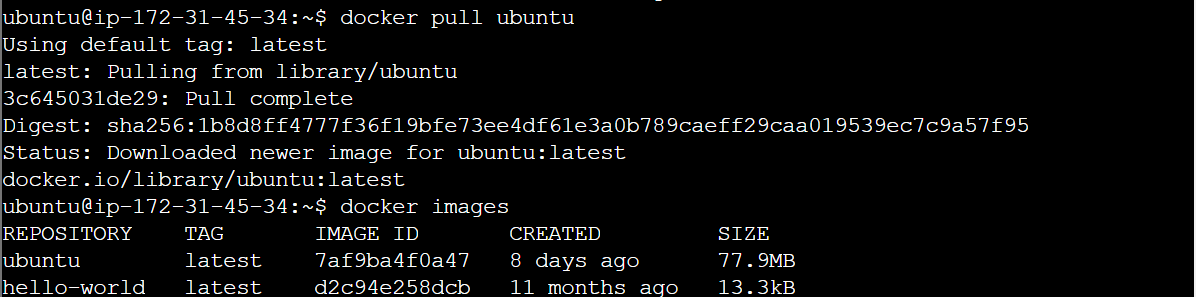 ubuntu@ip-172-31-45-34:~$ docker pull ubuntu
Using default tag: latest
latest: Pulling from library/ubuntu
3c645031de29: Pull complete
Digest: sha256:1b8d8ff4777f36f19bfe73ee4df61e3a0b789caeff29caa019539ec7c9a57f95
Status: Downloaded newer image for ubuntu:latest
docker.io/library/ubuntu:latest
ubuntu@ip-172-31-45-34:~$ docker images
REPOSITORY    TAG       IMAGE ID       CREATED         SIZE
ubuntu        latest    7af9ba4f0a47   8 days ago      77.9MB
hello-world   latest    d2c94e258dcb   11 months ago   13.3kB